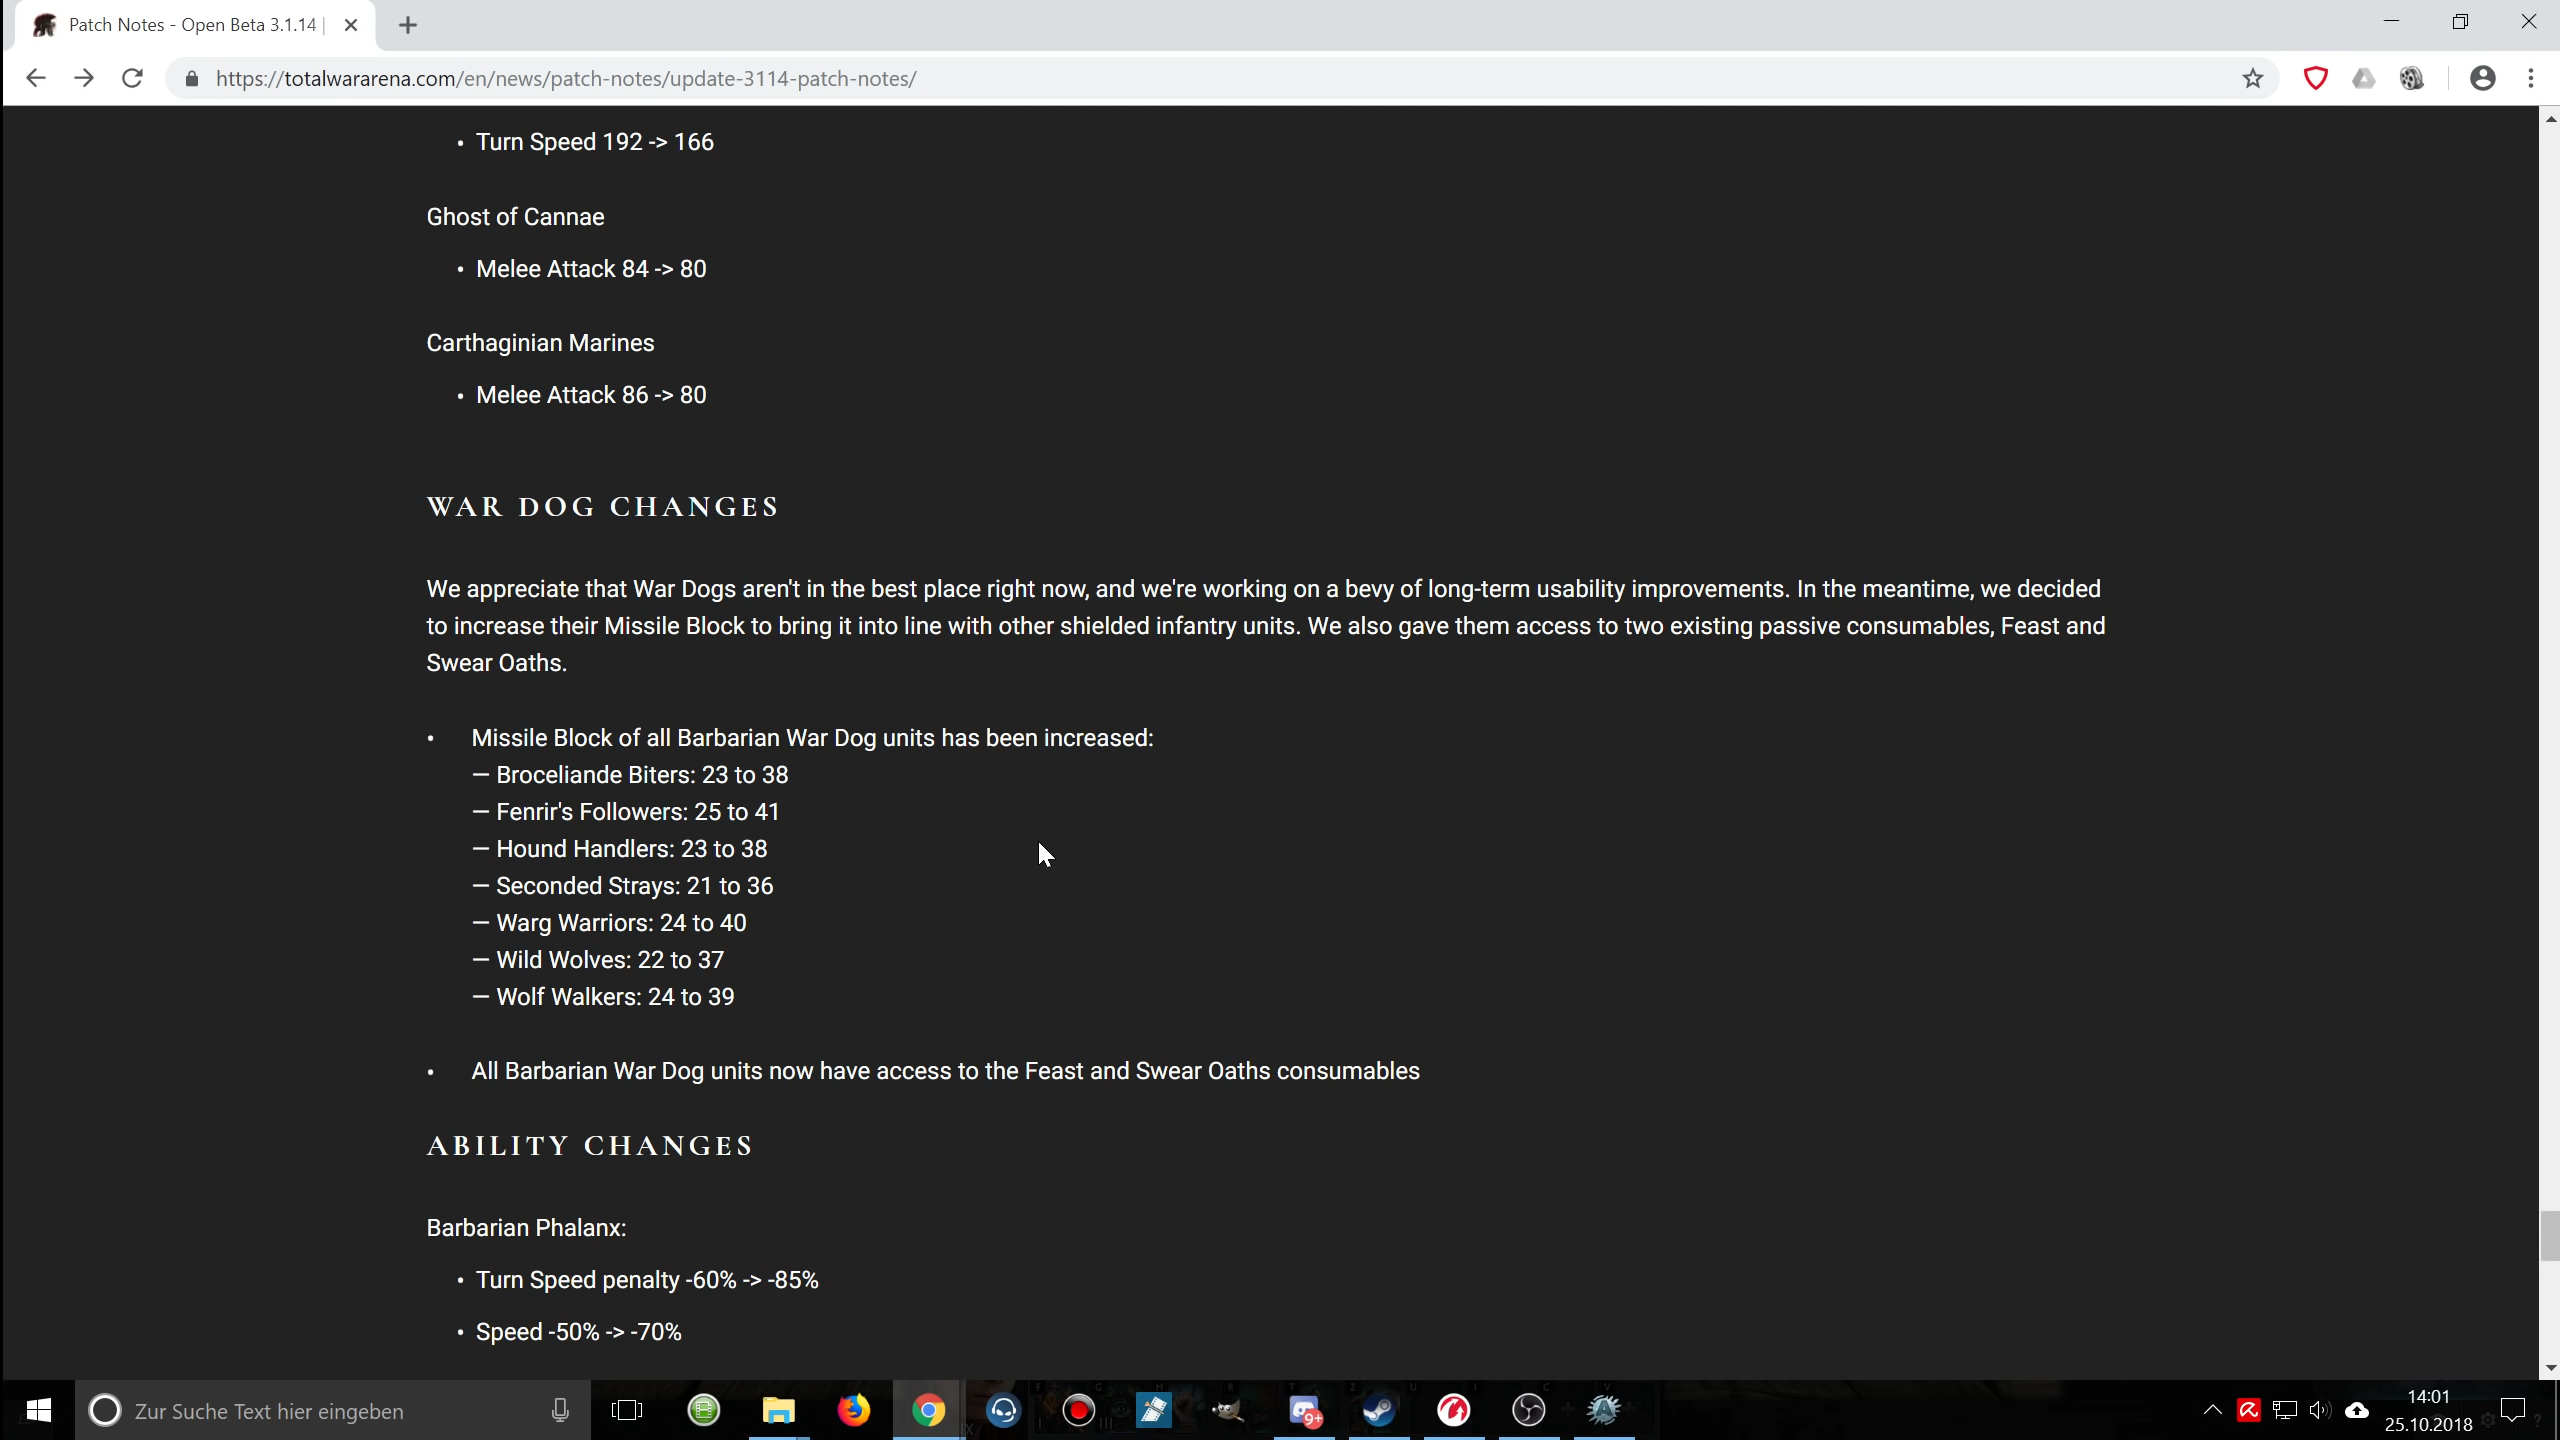 Patch Notes - Open Beta 3.1.14 |
https://totalwararena.com/en/news/patch-notes/update-3114-patch-notes/
• Turn Speed 192 -> 166
Ghost of Cannae
• Melee Attack 84 -> 80
Carthaginian Marines
• Melee Attack 86 -> 80
WAR DOG CHANGES
We appreciate that War Dogs aren't in the best place right now, and we're working on a bevy of long-term usability improvements. In the meantime, we decided
to increase their Missile Block to bring it into line with other shielded infantry units. We also gave them access to two existing passive consumables, Feast and
Swear Oaths.
• Missile Block of all Barbarian War Dog units has been increased:
— Broceliande Biters: 23 to 38
— Fenrir's Followers: 25 to 41
— Hound Handlers: 23 to 38
— Seconded Strays: 21 to 36
— Warg Warriors: 24 to 40
— Wild Wolves: 22 to 37
— Wolf Walkers: 24 to 39
• All Barbarian War Dog units now have access to the Feast and Swear Oaths consumables
ABILITY CHANGES
Barbarian Phalanx:
• Turn Speed penalty -60% -> -85%
• Speed -50% -> -70%
Zur Suche Text hier eingeben
9+
14:01
25.10.2018